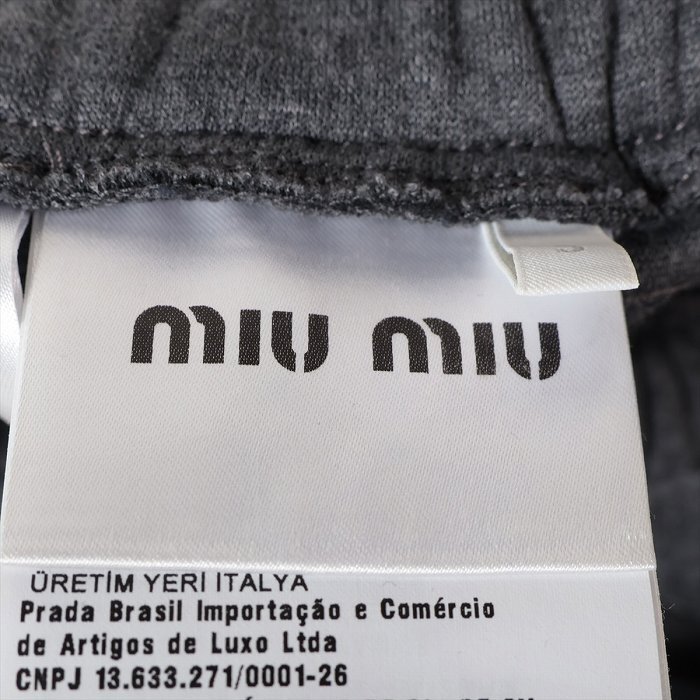 miu miu
ÜRETİM YERİ İTALYA
Prada Brasil Importação e Comércio
de Artigos de Luxo Ltda
CNPJ 13.633.271/0001-26